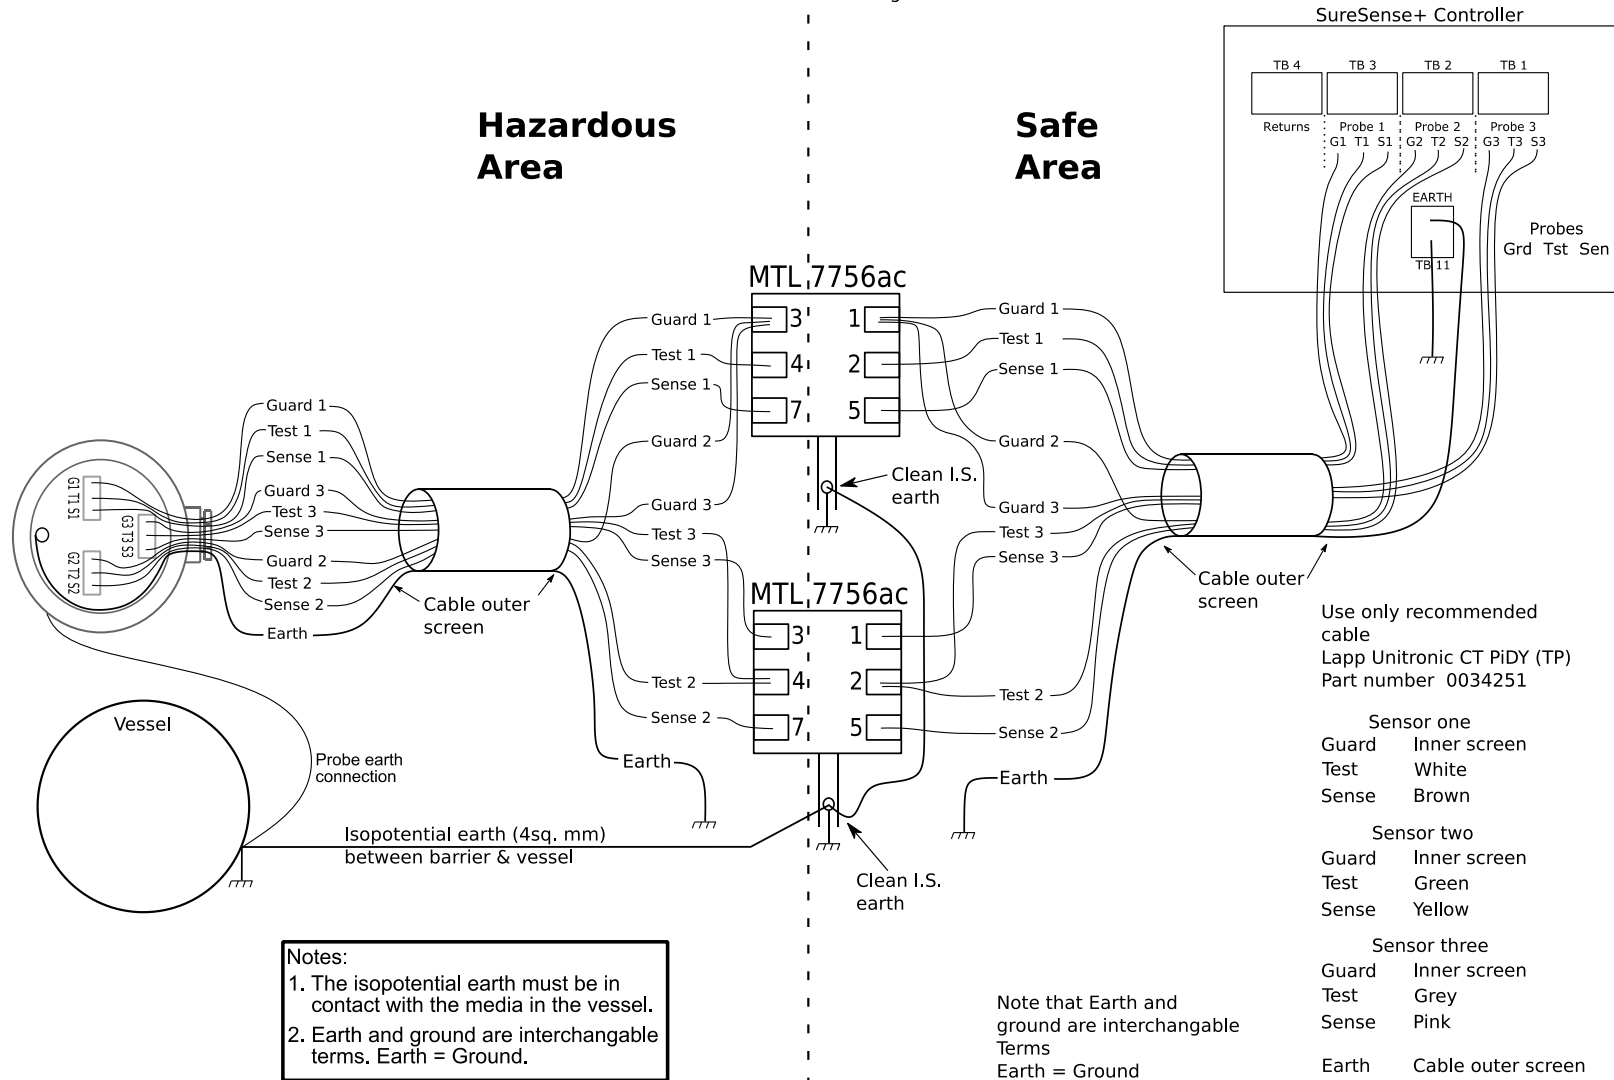 SureSense+ Controller
TB 4
TB 3
TB 2
TB 1
Returns
Probe 1
Probe 2
Probe 3
G1 T1 S1
G2 T2 S2
G3 T3 S3
EARTH
TB 11
Probes
Grd Tst Sen
Hazardous
Area
Safe
Area
MTL 7756ac
3
1
4
2
7
5
Guard 1
Test 1
Sense 1
Guard 2
Guard 3
Test 3
Sense 3
Test 2
Sense 2
Earth
Guard 1
Test 1
Sense 1
Guard 2
Guard 3
Test 3
Sense 3
Test 2
Sense 2
Earth
Clean I.S.
earth
MTL 7756ac
3
1
4
2
7
5
Clean I.S.
earth
Guard 1
Test 1
Sense 1
Guard 3
Test 3
Sense 3
Guard 2
Test 2
Sense 2
Earth
G1 T1 S1
G3 T3 S3
G2 T2 S2
Cable outer
screen
Cable outer
screen
Vessel
Probe earth
connection
Isopotential earth (4sq. mm)
between barrier & vessel
Notes:
1. The isopotential earth must be in
contact with the media in the vessel.
2. Earth and ground are interchangable
terms. Earth = Ground.
Note that Earth and
ground are interchangable
Terms
Earth = Ground
Use only recommended
cable
Lapp Unitronic CT PiDY (TP)
Part number 0034251
Sensor one
Guard Inner screen
Test White
Sense Brown
Sensor two
Guard Inner screen
Test Green
Sense Yellow
Sensor three
Guard Inner screen
Test Grey
Sense Pink
Earth Cable outer screen